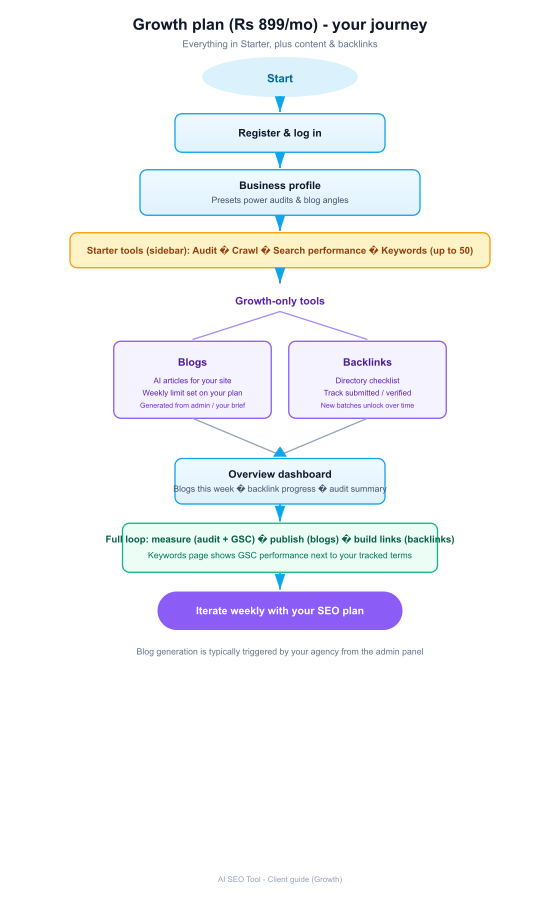 Growth plan (Rs 899/mo) - your journey
Everything in Starter, plus content & backlinks
Start
Register & log in
Business profile
Presets power audits & blog angles
Starter tools (sidebar): Audit � Crawl � Search performance � Keywords (up to 50)
Growth-only tools
Blogs
AI articles for your site
Weekly limit set on your plan
Generated from admin / your brief
Backlinks
Directory checklist
Track submitted / verified
New batches unlock over time
Overview dashboard
Blogs this week � backlink progress � audit summary
Full loop: measure (audit + GSC) � publish (blogs) � build links (backlinks)
Keywords page shows GSC performance next to your tracked terms
Iterate weekly with your SEO plan
Blog generation is typically triggered by your agency from the admin panel
AI SEO Tool - Client guide (Growth)